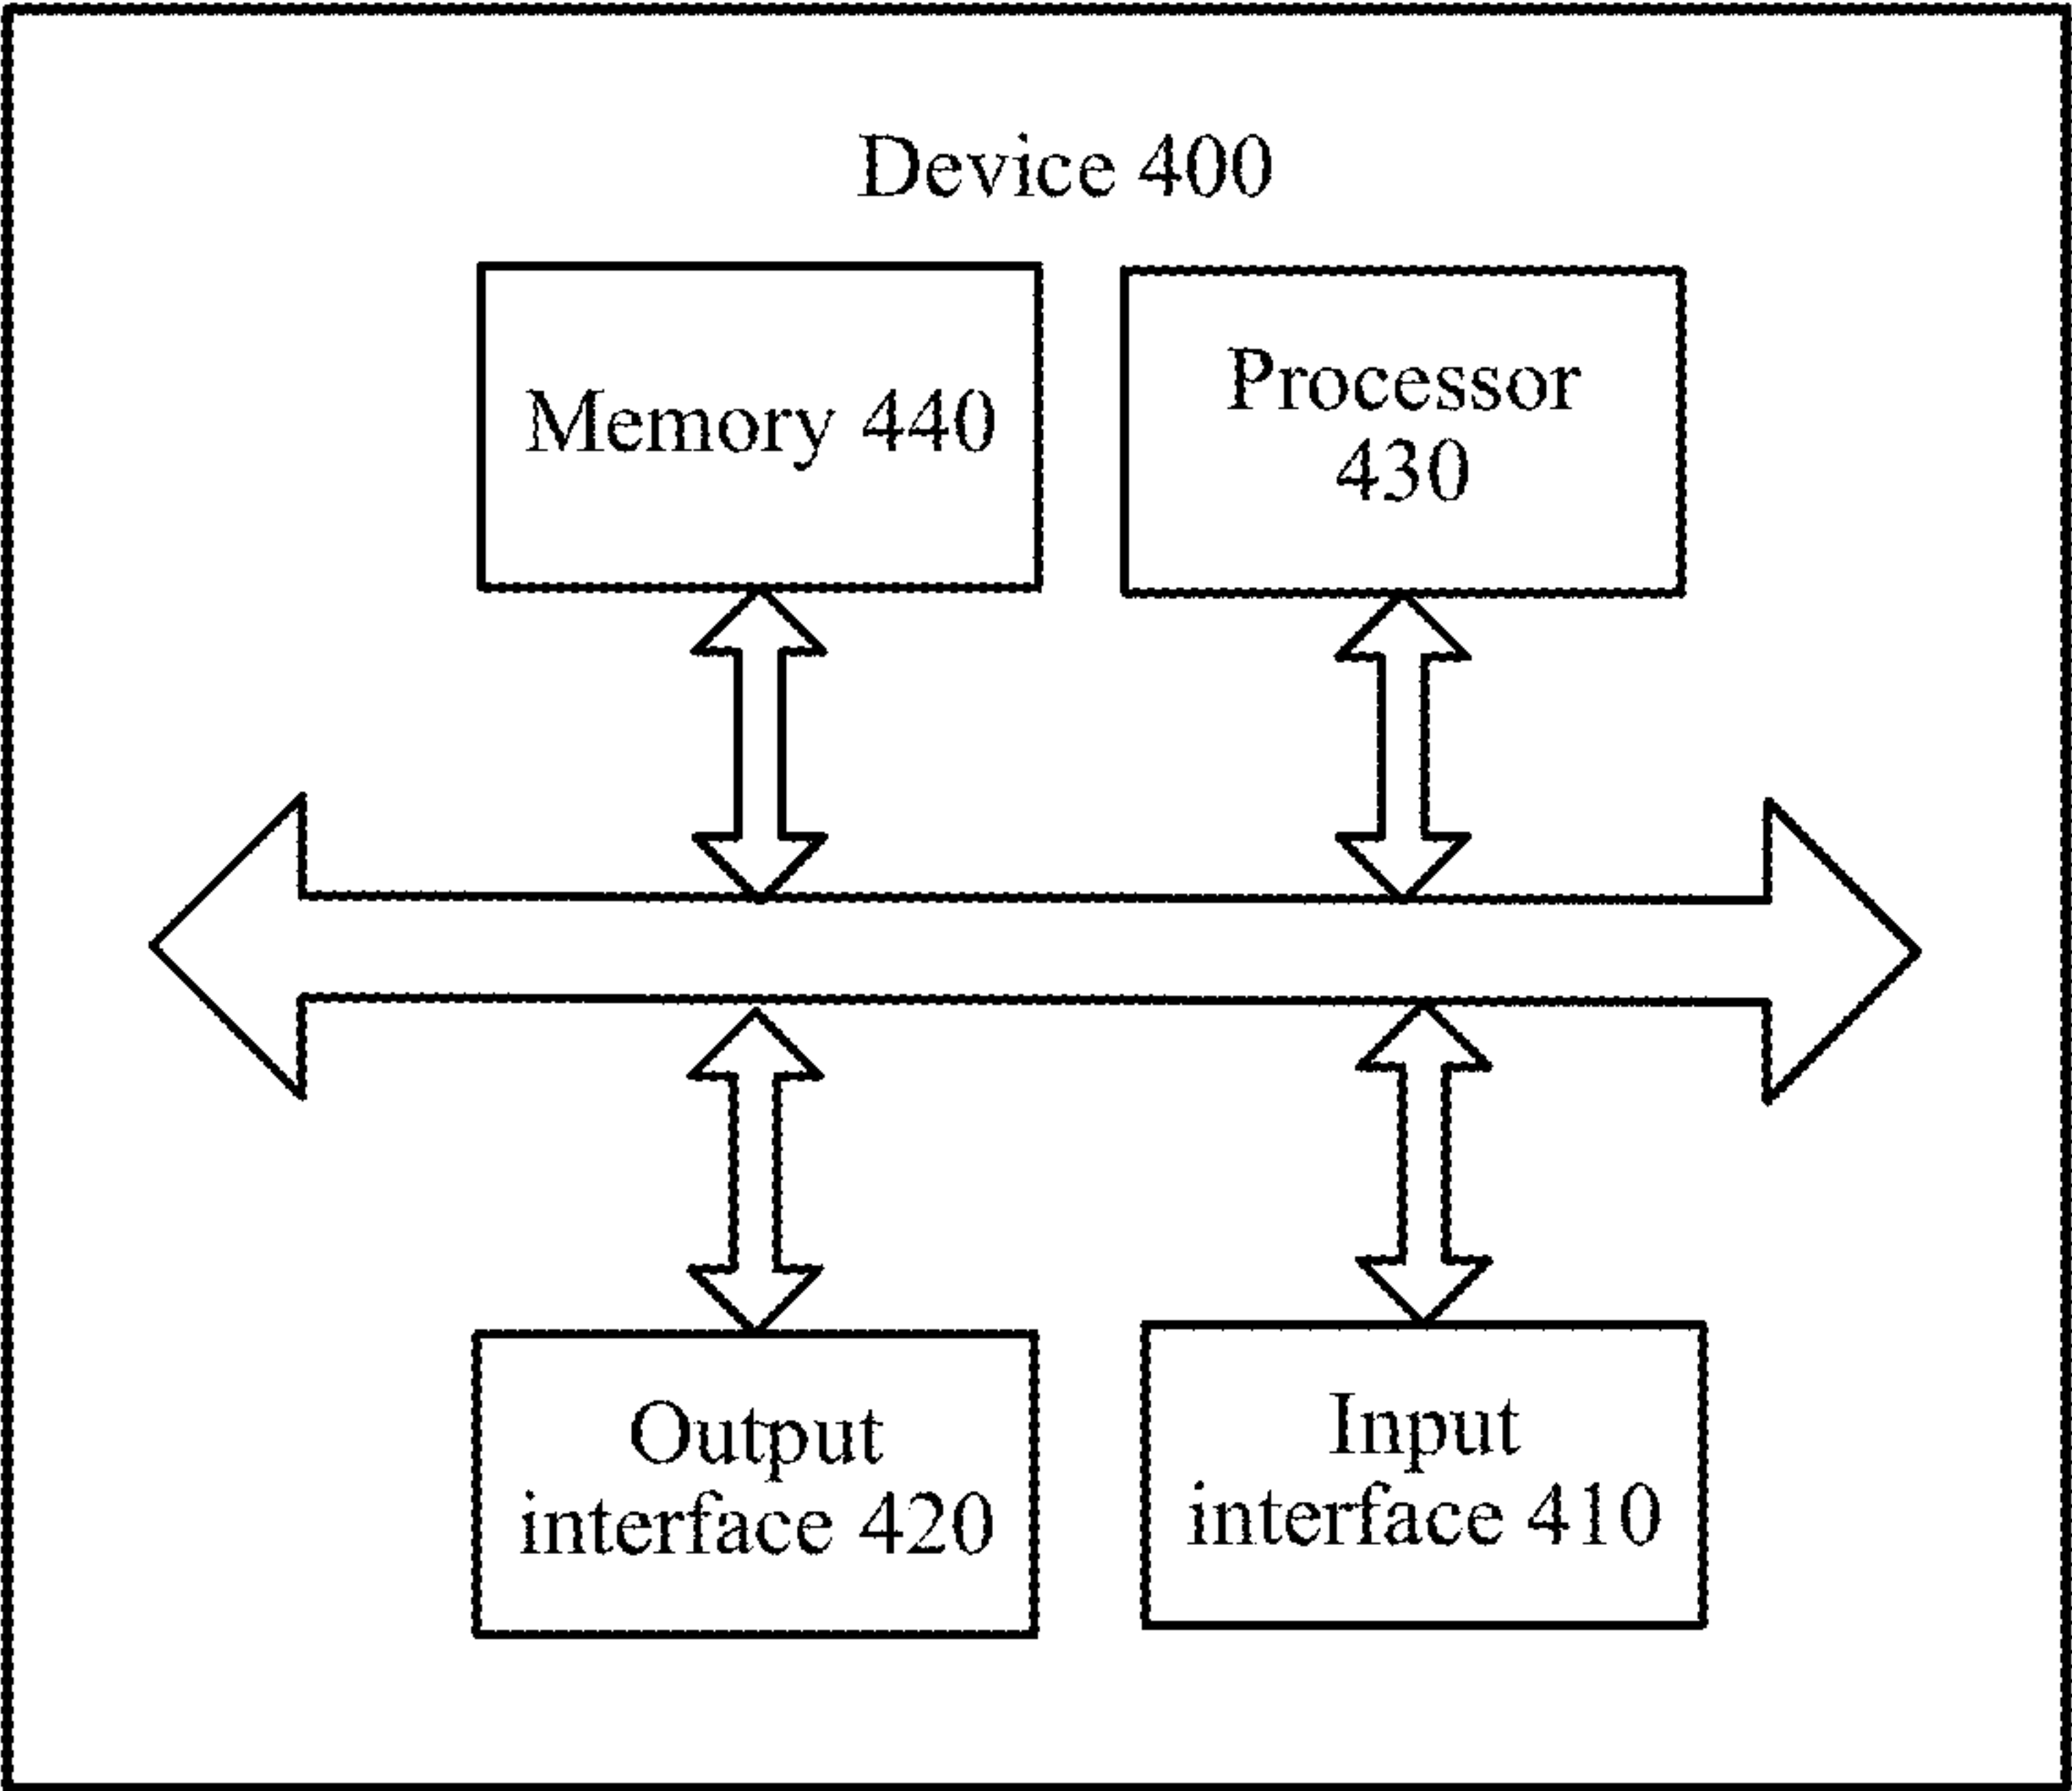 Device 400
Memory 440
Processor
430
Output
interface 420
Input
interface 410